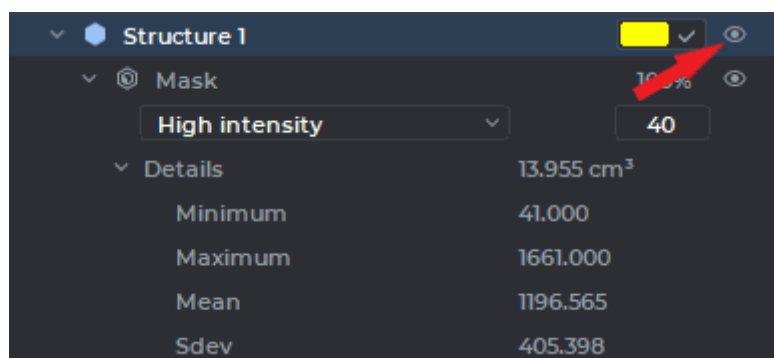 Structure 1
Mask
High intensity 40
Details 13.955 cm³
Minimum 41.000
Maximum 1661.000
Mean 1196.565
Sdev 405.398